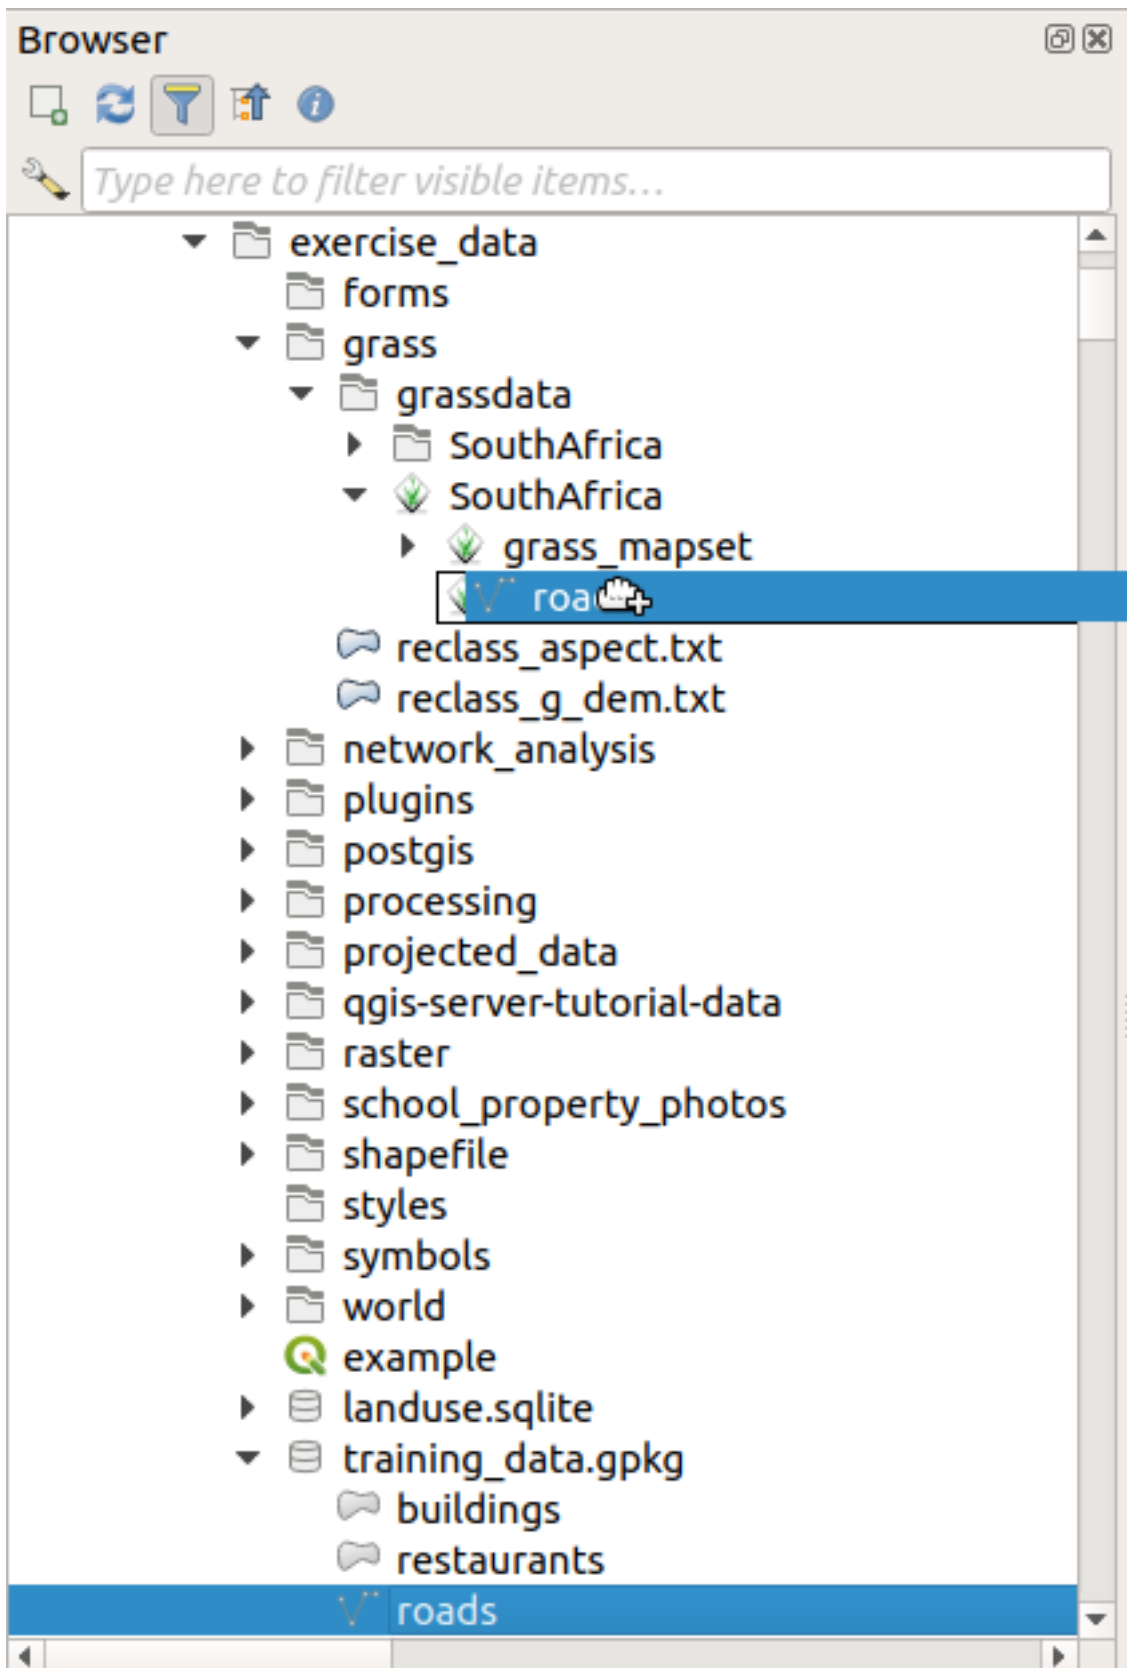 Browser
Type here to filter visible items...
exercise_data
forms
grass
grassdata
SouthAfrica
SouthAfrica
grass_mapset
reclass_aspect.txt
reclass_g_dem.txt
network_analysis
plugins
postgis
processing
projected_data
qgis-server-tutorial-data
raster
school_property_photos
shapefile
styles
symbols
world
example
landuse.sqlite
training_data.gpkg
buildings
restaurants
roads